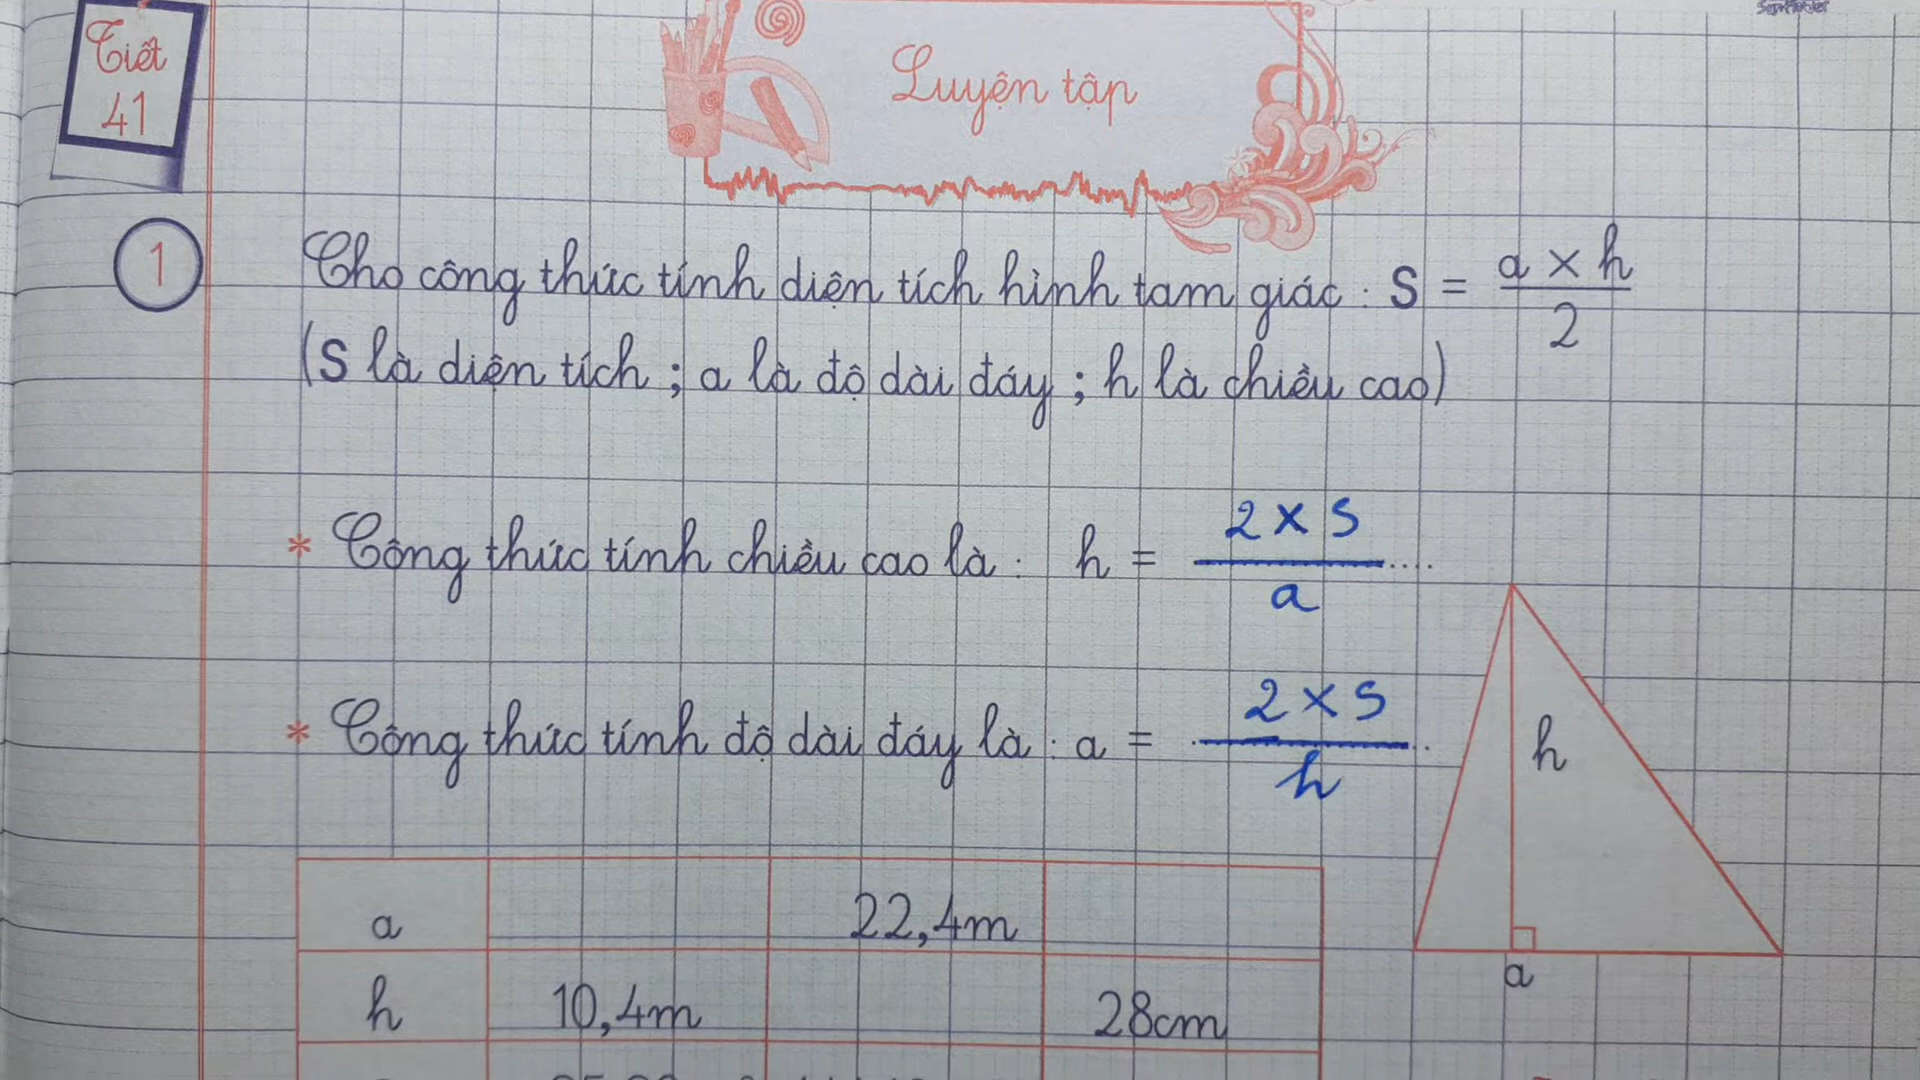 Tiết
41
Luyện tập
1 Cho công thức tính diện tích hình tam giác : S = a × h / 2
(S là diện tích ; a là độ dài đáy ; h là chiều cao)
* Công thức tính chiều cao là : h = 2 × S / a ....
* Công thức tính độ dài đáy là : a = 2 × S / h ..
h
a
a 22,4m
h 10,4m 28cm